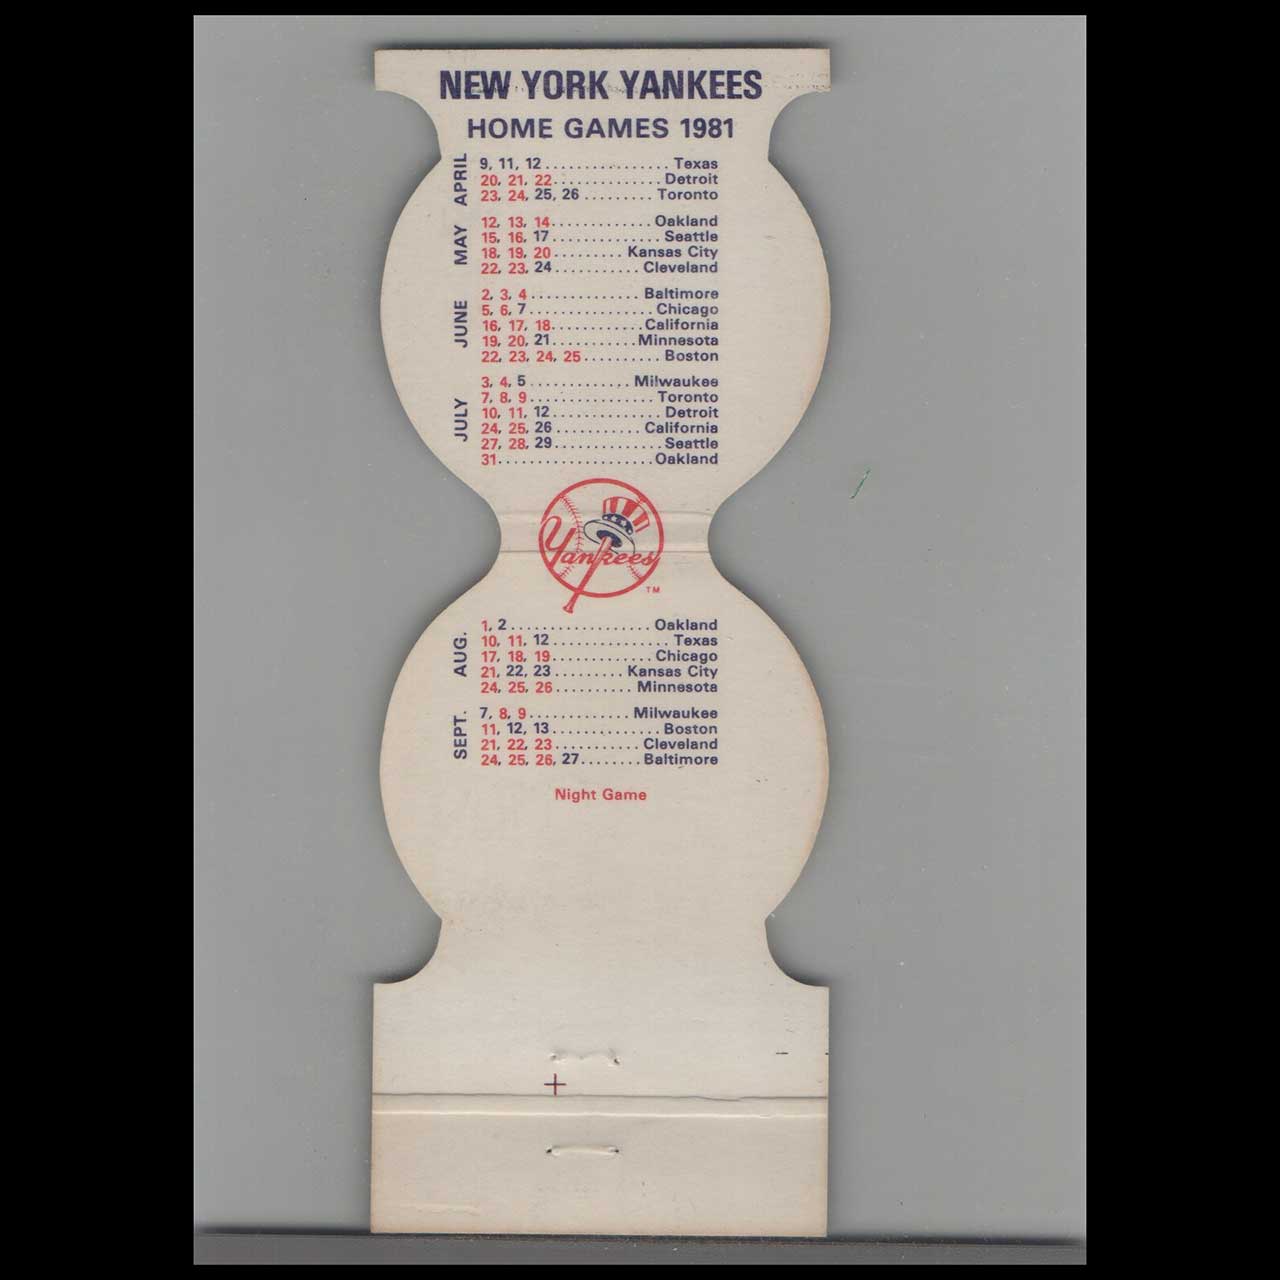 NEW YORK YANKEES
HOME GAMES 1981
APRIL
9, 11, 12 ................ Texas
20, 21, 22.............. Detroit
23, 24, 25, 26 ......... Toronto
MAY
12, 13, 14............. Oakland
15, 16, 17.............. Seattle
18, 19, 20......... Kansas City
22, 23, 24........... Cleveland
JUNE
2, 3, 4 .............. Baltimore
5, 6, 7................ Chicago
16, 17, 18............ California
19, 20, 21........... Minnesota
22, 23, 24, 25.......... Boston
JULY
3, 4, 5 ............. Milwaukee
7, 8, 9................. Toronto
10, 11, 12.............. Detroit
24, 25, 26 ............ California
27, 28, 29.............. Seattle
31.................... Oakland
Yankees
TM
AUG.
1, 2.................. Oakland
10, 11, 12............... Texas
17, 18, 19............. Chicago
21, 22, 23......... Kansas City
24, 25, 26 .......... Minnesota
SEPT.
7, 8, 9............. Milwaukee
11, 12, 13.............. Boston
21, 22, 23........... Cleveland
24, 25, 26, 27........ Baltimore
Night Game